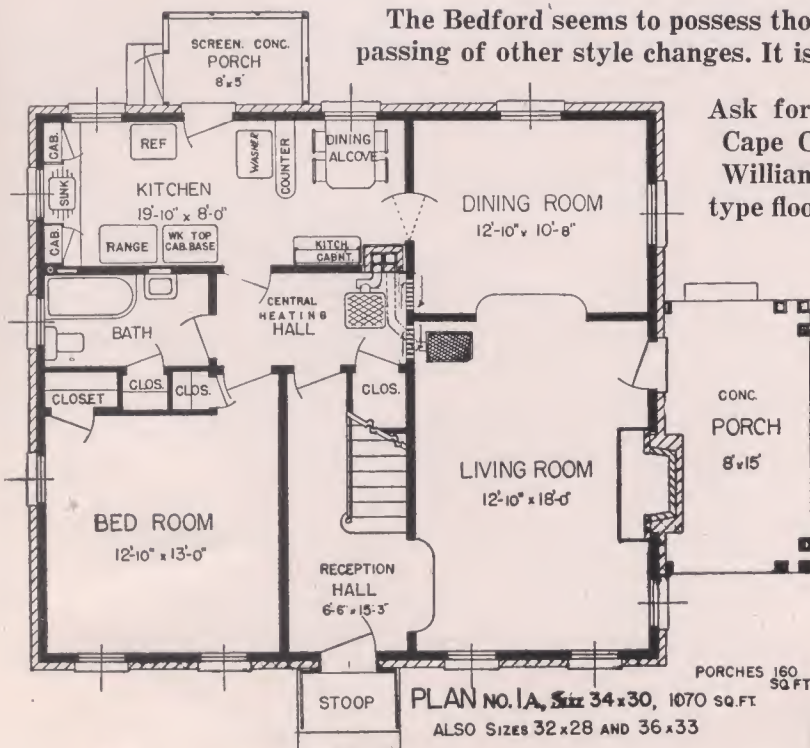 The Bedford seems to possess tho
passing of other style changes. It is
Ask for
Cape C
William
type floo
SCREEN. CONC.
PORCH
8'x5'
CAB.
SINK
CAB.
REF
WASHER
COUNTER
DINING
ALCOVE
KITCHEN
19'-10" x 8'-0"
RANGE
WK TOP
CAB. BASE
KITCH.
CABNT.
DINING ROOM
12'-10" x 10'-8"
BATH
CENTRAL
HEATING
HALL
CLOSET
CLOS.
CLOS.
CLOS.
CONC.
PORCH
8'x15'
LIVING ROOM
12'-10" x 18'-0"
BED ROOM
12'-10" x 13'-0"
RECEPTION
HALL
6'-6" x 15'-3"
STOOP
PORCHES 160
SQ FT
PLAN NO. 1A, SIZE 34x30, 1070 SQ. FT.
ALSO SIZES 32x28 AND 36x33